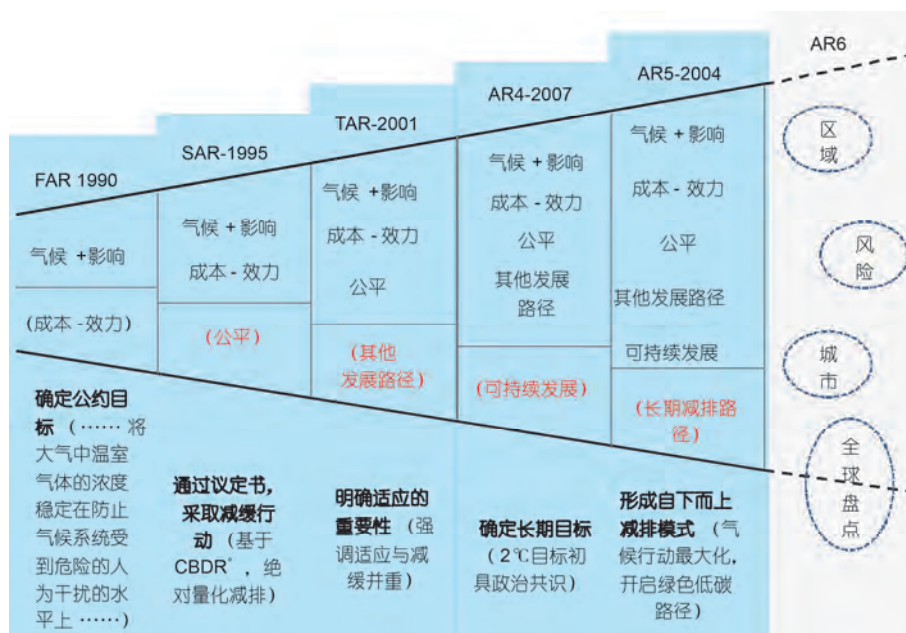 FAR 1990
气候 +影响
(成本 -效力)
确定公约目
标（……将
大气中温室
气体的浓度
稳定在防止
气候系统受
到危险的人
为干扰的水
平上……）
SAR-1995
气候 +影响
成本 - 效力
(公平)
通过议定书，
采取减缓行
动（基于
CBDR*，绝
对量化减排）
TAR-2001
气候 +影响
成本 - 效力
公平
(其他
发展路径)
明确适应的
重要性（强
调适应与减
缓并重）
AR4-2007
气候 +影响
成本 - 效力
公平
其他发展
路径
(可持续发展)
确定长期目标
（2℃目标初
具政治共识）
AR5-2004
气候 +影响
成本 - 效力
公平
其他发展路径
可持续发展
(长期减排路
径)
形成自下而上
减排模式（气
候行动最大化，
开启绿色低碳
路径）
AR6
区
域
风
险
城
市
全
球
盘
点